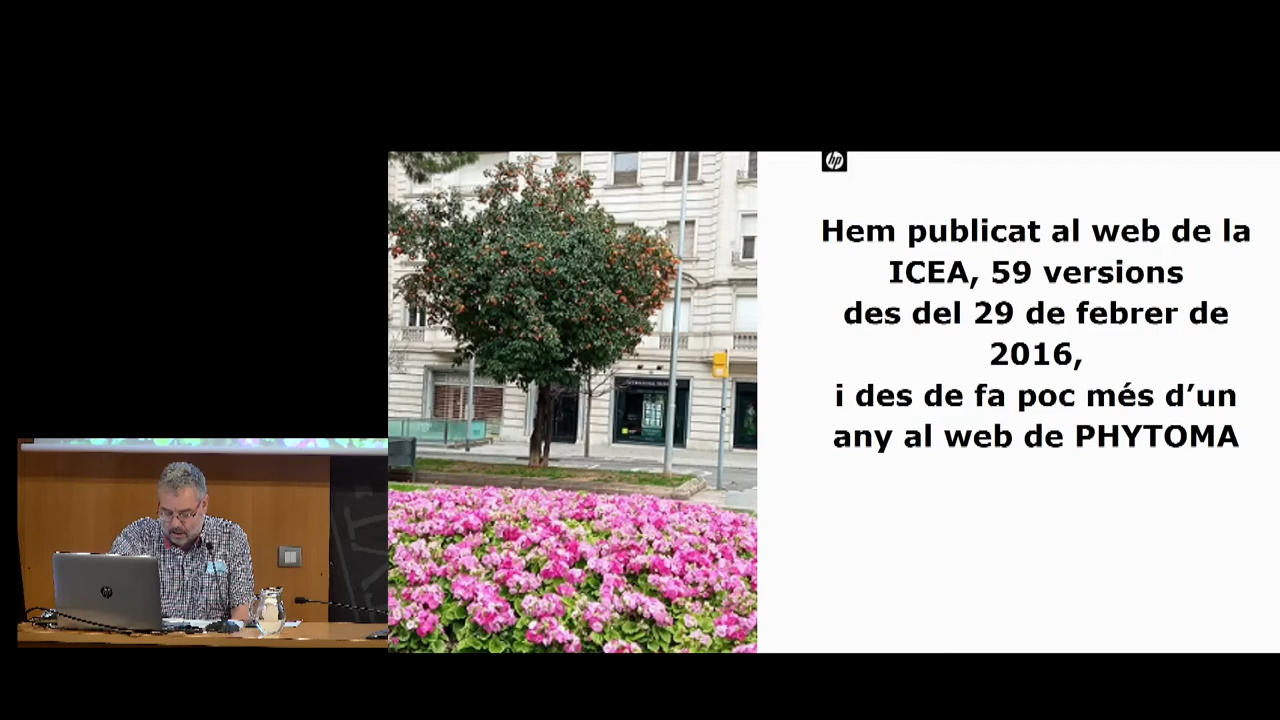 hp
Hem publicat al web de la
ICEA, 59 versions
des del 29 de febrer de
2016,
i des de fa poc més d’un
any al web de PHYTOMA